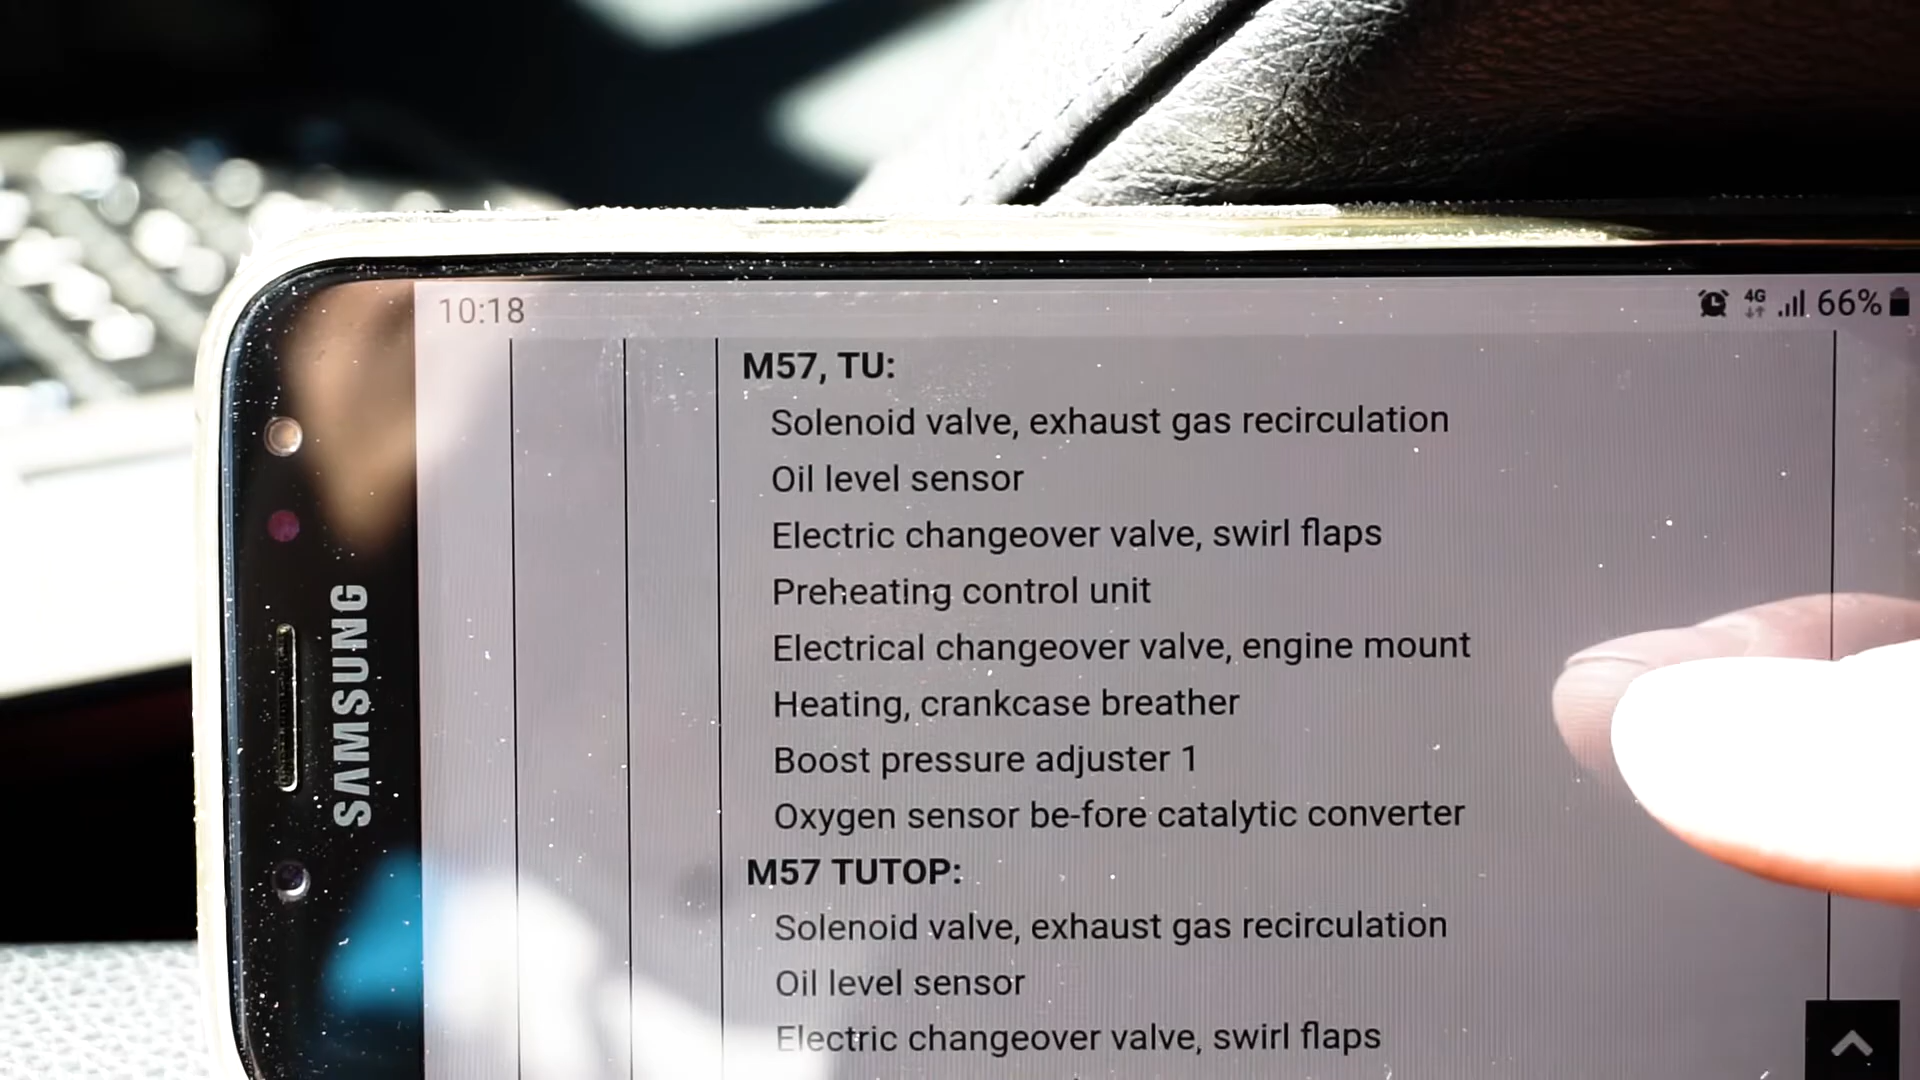 10:18
4G 66%
M57, TU:
Solenoid valve, exhaust gas recirculation
Oil level sensor
Electric changeover valve, swirl flaps
Preheating control unit
Electrical changeover valve, engine mount
Heating, crankcase breather
Boost pressure adjuster 1
Oxygen sensor be-fore catalytic converter
M57 TUTOP:
Solenoid valve, exhaust gas recirculation
Oil level sensor
Electric changeover valve, swirl flaps
SAMSUNG